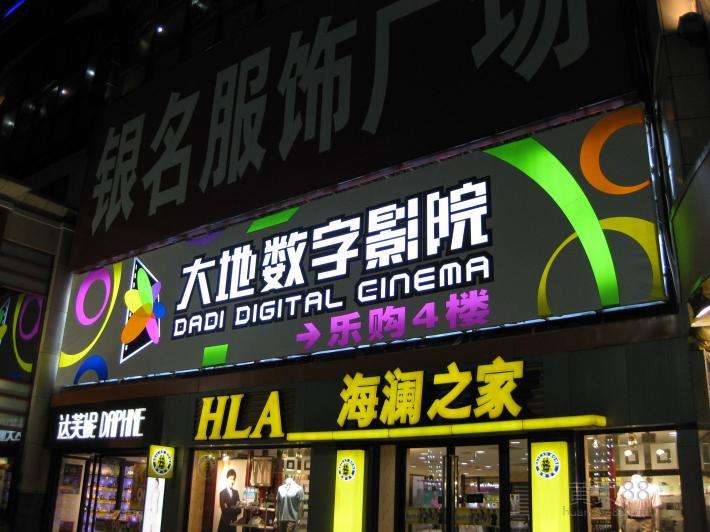 银名服饰广场
大地数字影院
DADI DIGITAL CINEMA
→乐购4楼
达芙妮 DAPHNE
HLA 海澜之家